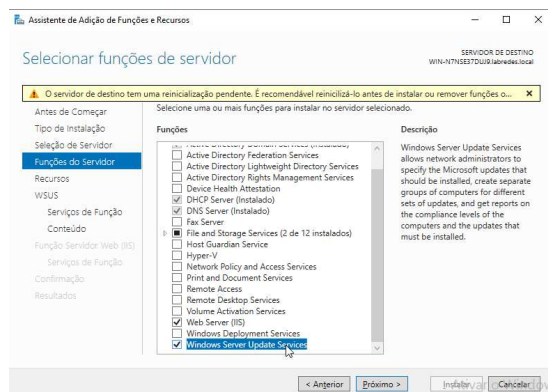 Assistente de Adição de Funções e Recursos
Selecionar funções de servidor
SERVIDOR DE DESTINO
WIN-N7NSE37DUJ9.labredes.local
O servidor de destino tem uma reinicialização pendente. É recomendável reinicializá-lo antes de instalar ou remover funções o...
Antes de Começar
Tipo de Instalação
Seleção de Servidor
Funções do Servidor
Recursos
WSUS
Serviços de Função
Conteúdo
Função Servidor Web (IIS)
Serviços de Função
Confirmação
Resultados
Selecione uma ou mais funções para instalar no servidor selecionado.
Funções
Active Directory Domain Services (Instalado)
Active Directory Federation Services
Active Directory Lightweight Directory Services
Active Directory Rights Management Services
Device Health Attestation
DHCP Server (Instalado)
DNS Server (Instalado)
Fax Server
File and Storage Services (2 de 12 instalados)
Host Guardian Service
Hyper-V
Network Policy and Access Services
Print and Document Services
Remote Access
Remote Desktop Services
Volume Activation Services
Web Server (IIS)
Windows Deployment Services
Windows Server Update Services
Descrição
Windows Server Update Services
allows network administrators to
specify the Microsoft updates that
should be installed, create separate
groups of computers for different
sets of updates, and get reports on
the compliance levels of the
computers and the updates that
must be installed.
< Anterior
Próximo >
Instalar
Cancelar